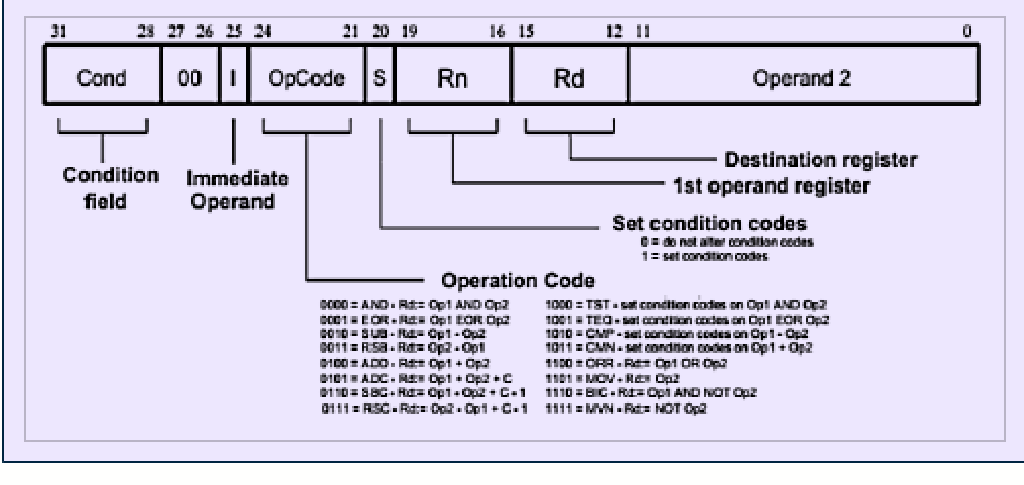 31 28 27 26 25 24 21 20 19 16 15 12 11 0
Cond 00 I OpCode S Rn Rd Operand 2
Condition field
Immediate Operand
Destination register
1st operand register
Set condition codes
0 = do not alter condition codes
1 = set condition codes
Operation Code
0000 = AND - Rd:= Op1 AND Op2
0001 = EOR - Rd:= Op1 EOR Op2
0010 = SUB - Rd:= Op1 - Op2
0011 = RSB - Rd:= Op2 - Op1
0100 = ADD - Rd:= Op1 + Op2
0101 = ADC - Rd:= Op1 + Op2 + C
0110 = SBC - Rd:= Op1 - Op2 + C - 1
0111 = RSC - Rd:= Op2 - Op1 + C - 1
1000 = TST - set condition codes on Op1 AND Op2
1001 = TEQ - set condition codes on Op1 EOR Op2
1010 = CMP - set condition codes on Op1 - Op2
1011 = CMN - set condition codes on Op1 + Op2
1100 = ORR - Rd:= Op1 OR Op2
1101 = MOV - Rd:= Op2
1110 = BIC - Rd:= Op1 AND NOT Op2
1111 = MVN - Rd:= NOT Op2